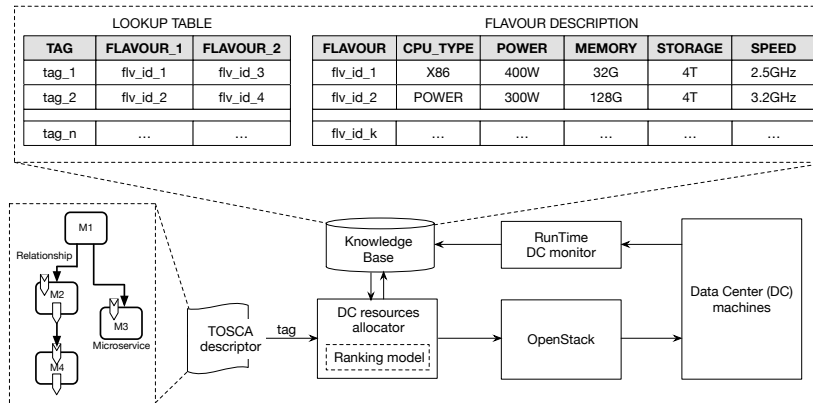 LOOKUP TABLE
FLAVOUR DESCRIPTION
TAG FLAVOUR_1 FLAVOUR_2
tag_1 flv_id_1 flv_id_3
tag_2 flv_id_2 flv_id_4
tag_n ... ...
FLAVOUR CPU_TYPE POWER MEMORY STORAGE SPEED
flv_id_1 X86 400W 32G 4T 2.5GHz
flv_id_2 POWER 300W 128G 4T 3.2GHz
flv_id_k ... ... ... ... ...
M1
Relationship
M2
M3
Microservice
M4
TOSCA
descriptor
tag
Knowledge
Base
DC resources
allocator
Ranking model
RunTime
DC monitor
OpenStack
Data Center (DC)
machines